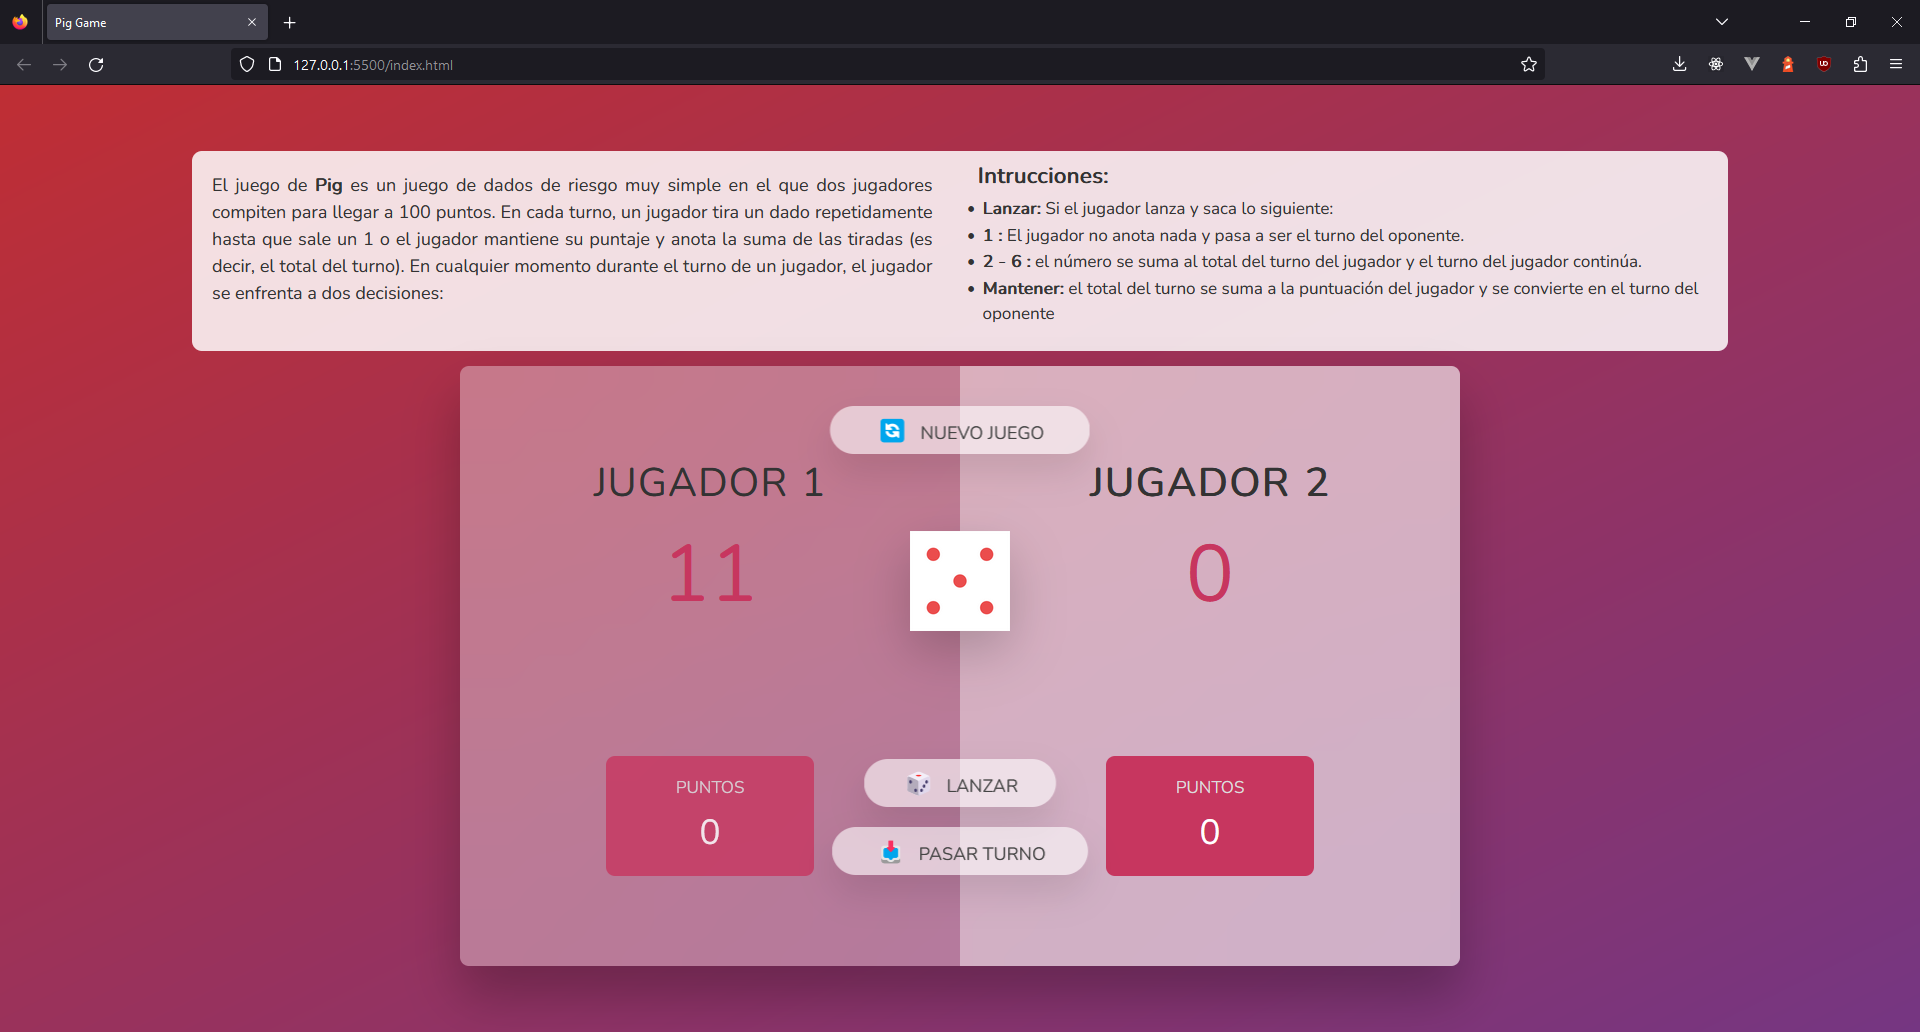 Pig Game
127.0.0.1:5500/index.html
El juego de Pig es un juego de dados de riesgo muy simple en el que dos jugadores
compiten para llegar a 100 puntos. En cada turno, un jugador tira un dado repetidamente
hasta que sale un 1 o el jugador mantiene su puntaje y anota la suma de las tiradas (es
decir, el total del turno). En cualquier momento durante el turno de un jugador, el jugador
se enfrenta a dos decisiones:
Intrucciones:
• Lanzar: Si el jugador lanza y saca lo siguiente:
• 1 : El jugador no anota nada y pasa a ser el turno del oponente.
• 2 - 6 : el número se suma al total del turno del jugador y el turno del jugador continúa.
• Mantener: el total del turno se suma a la puntuación del jugador y se convierte en el turno del
oponente
NUEVO JUEGO
JUGADOR 1
JUGADOR 2
11
0
PUNTOS
0
LANZAR
PASAR TURNO
PUNTOS
0